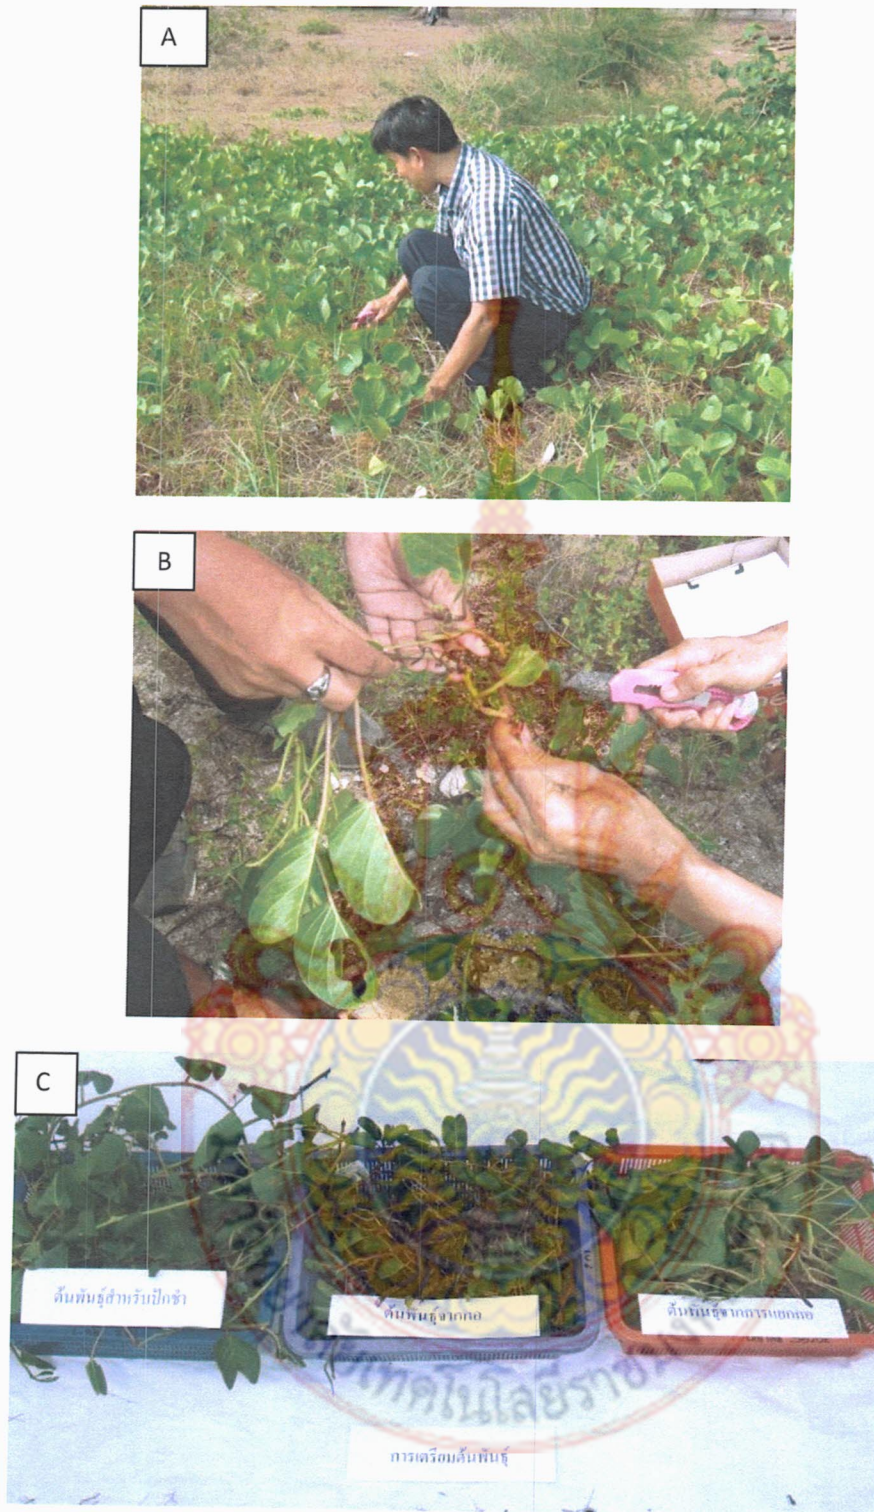 A
B
C
ต้นพันธุ์สำหรับปักชำ
ต้นพันธุ์จากกอ
ต้นพันธุ์จากการแยกกอ
การเตรียมต้นพันธุ์